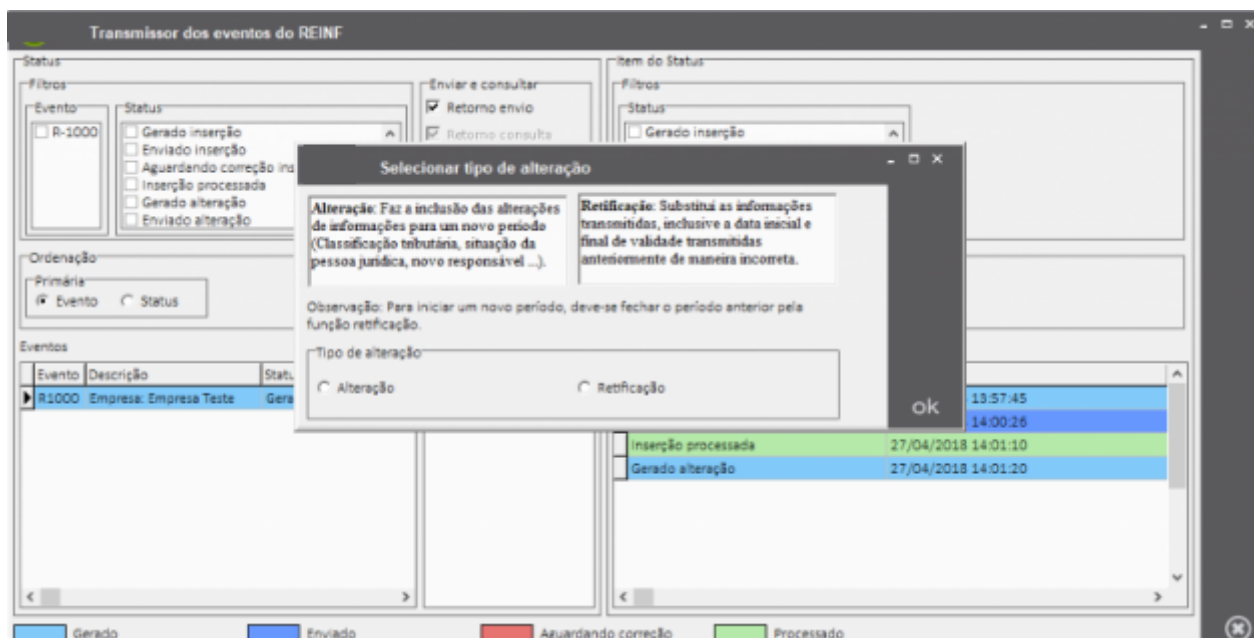 Transmissor dos eventos do REINF
Status
Filtros
Evento
R-1000
Status
Gerado inserção
Enviado inserção
Aguardando correção ins
Inserção processada
Gerado alteração
Enviado alteração
Enviar e consultar
Retorno envio
Retorno consulta
Item do Status
Filtros
Status
Gerado inserção
Selecionar tipo de alteração
Alteração: Faz a inclusão das alterações
de informações para um novo período
(Classificação tributária, situação da
pessoa jurídica, novo responsável ...).
Retificação: Substitui as informações
transmitidas, inclusive a data inicial e
final de validade transmitidas
anteriormente de maneira incorreta.
Observação: Para iniciar um novo período, deve-se fechar o período anterior pela
função retificação.
Tipo de alteração
Alteração
Retificação
ok
Ordenação
Primária
Evento
Status
Eventos
Evento Descrição Statu
R1000 Empresa: Empresa Teste Gera
13:57:45
14:00:26
Inserção processada 27/04/2018 14:01:10
Gerado alteração 27/04/2018 14:01:20
Gerado
Enviado
Aguardando correção
Processado